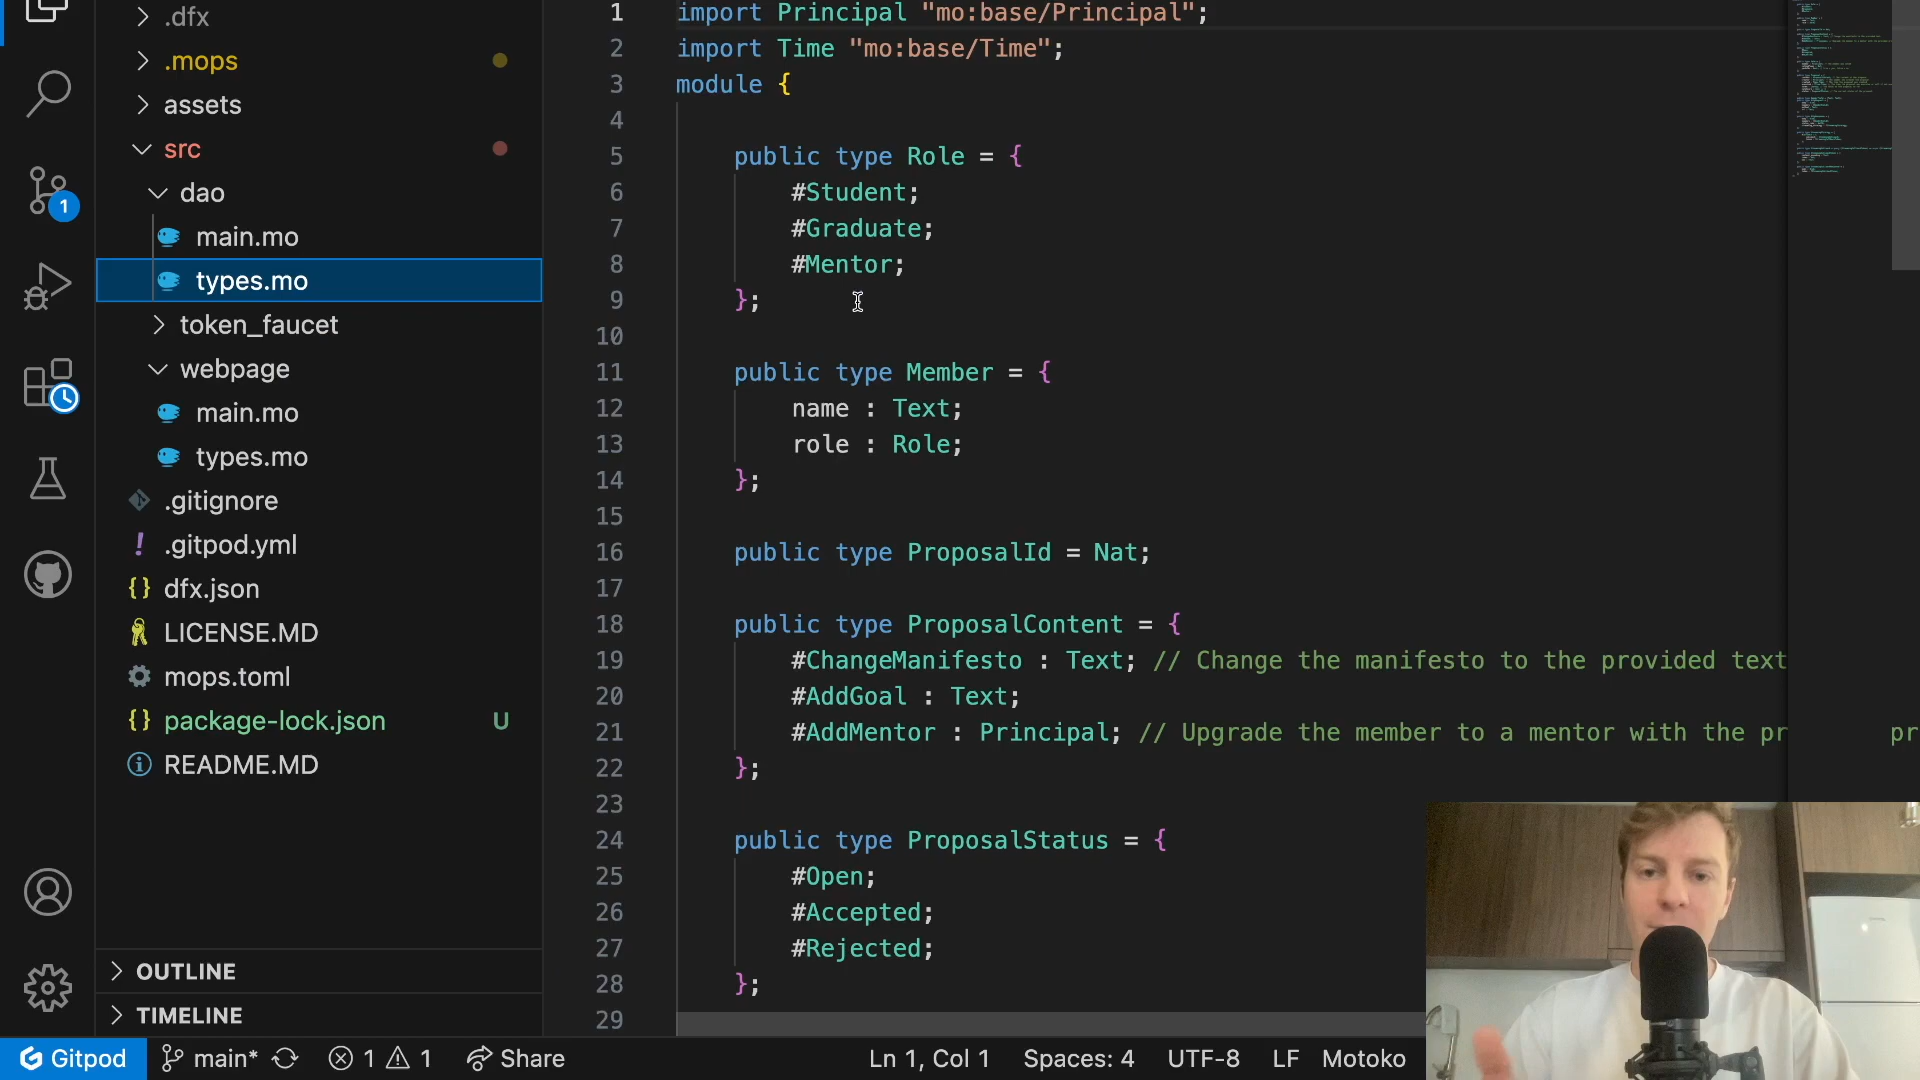 .dfx
.mops
assets
src
dao
main.mo
types.mo
token_faucet
webpage
main.mo
types.mo
.gitignore
.gitpod.yml
dfx.json
LICENSE.MD
mops.toml
package-lock.json U
README.MD
OUTLINE
TIMELINE
1
1 import Principal "mo:base/Principal";
2 import Time "mo:base/Time";
3 module {
4
5 public type Role = {
6 #Student;
7 #Graduate;
8 #Mentor;
9 };
10
11 public type Member = {
12 name : Text;
13 role : Role;
14 };
15
16 public type ProposalId = Nat;
17
18 public type ProposalContent = {
19 #ChangeManifesto : Text; // Change the manifesto to the provided text
20 #AddGoal : Text;
21 #AddMentor : Principal; // Upgrade the member to a mentor with the pr pr
22 };
23
24 public type ProposalStatus = {
25 #Open;
26 #Accepted;
27 #Rejected;
28 };
29
Gitpod main* 1 1 Share Ln 1, Col 1 Spaces: 4 UTF-8 LF Motoko